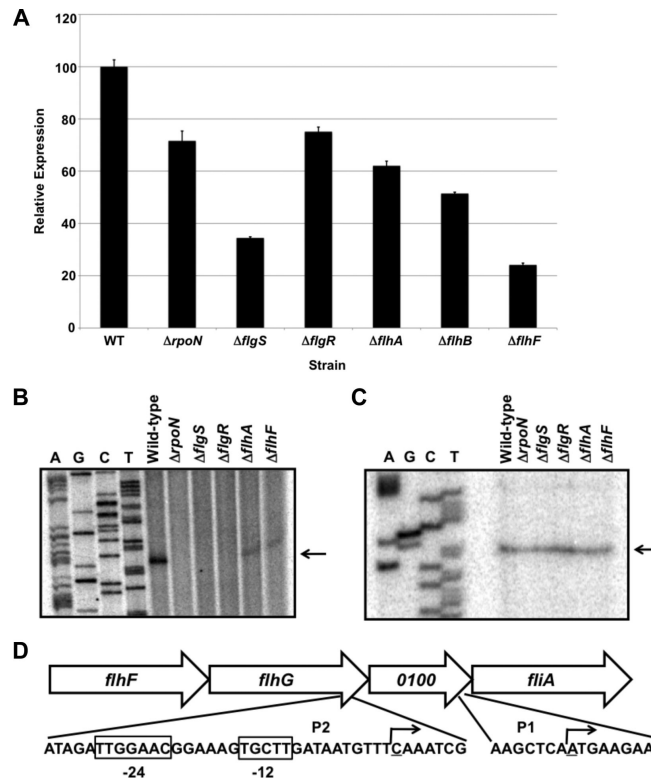 A
Relative Expression
120
100
80
60
40
20
0
WT ΔrpoN ΔflgS ΔflgR ΔflhA ΔflhB ΔflhF
Strain
B
A G C T Wild-type ΔrpoN ΔflgS ΔflgR ΔflhA ΔflhF
C
A G C T Wild-type ΔrpoN ΔflgS ΔflgR ΔflhA ΔflhF
D
flhF flhG 0100 fliA
P2 P1
ATAGATTGGAACGGAAAGTGCTTGATAATGTTTCAAATCG AAGCTCAATGAAGAA
-24 -12